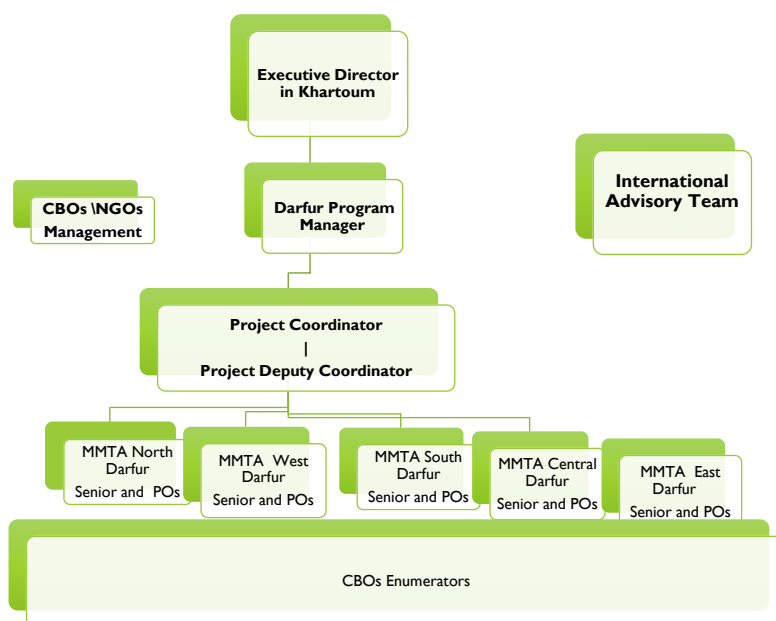 Executive Director
in Khartoum
CBOs \NGOs
Management
Darfur Program
Manager
International
Advisory Team
Project Coordinator
|
Project Deputy Coordinator
MMTA North
Darfur
Senior and POs
MMTA West
Darfur
Senior and POs
MMTA South
Darfur
Senior and POs
MMTA Central
Darfur
Senior and POs
MMTA East
Darfur
Senior and POs
CBOs Enumerators